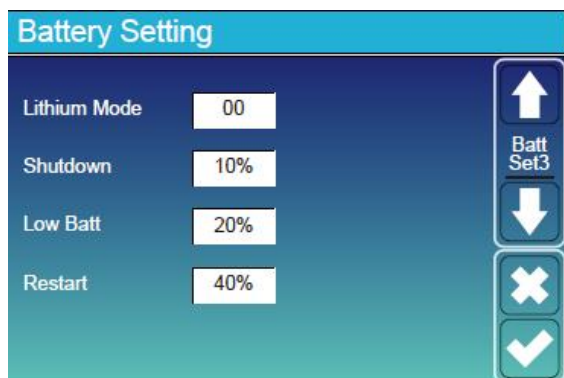 Battery Setting
Lithium Mode 00
Shutdown 10%
Low Batt 20%
Restart 40%
Batt
Set3